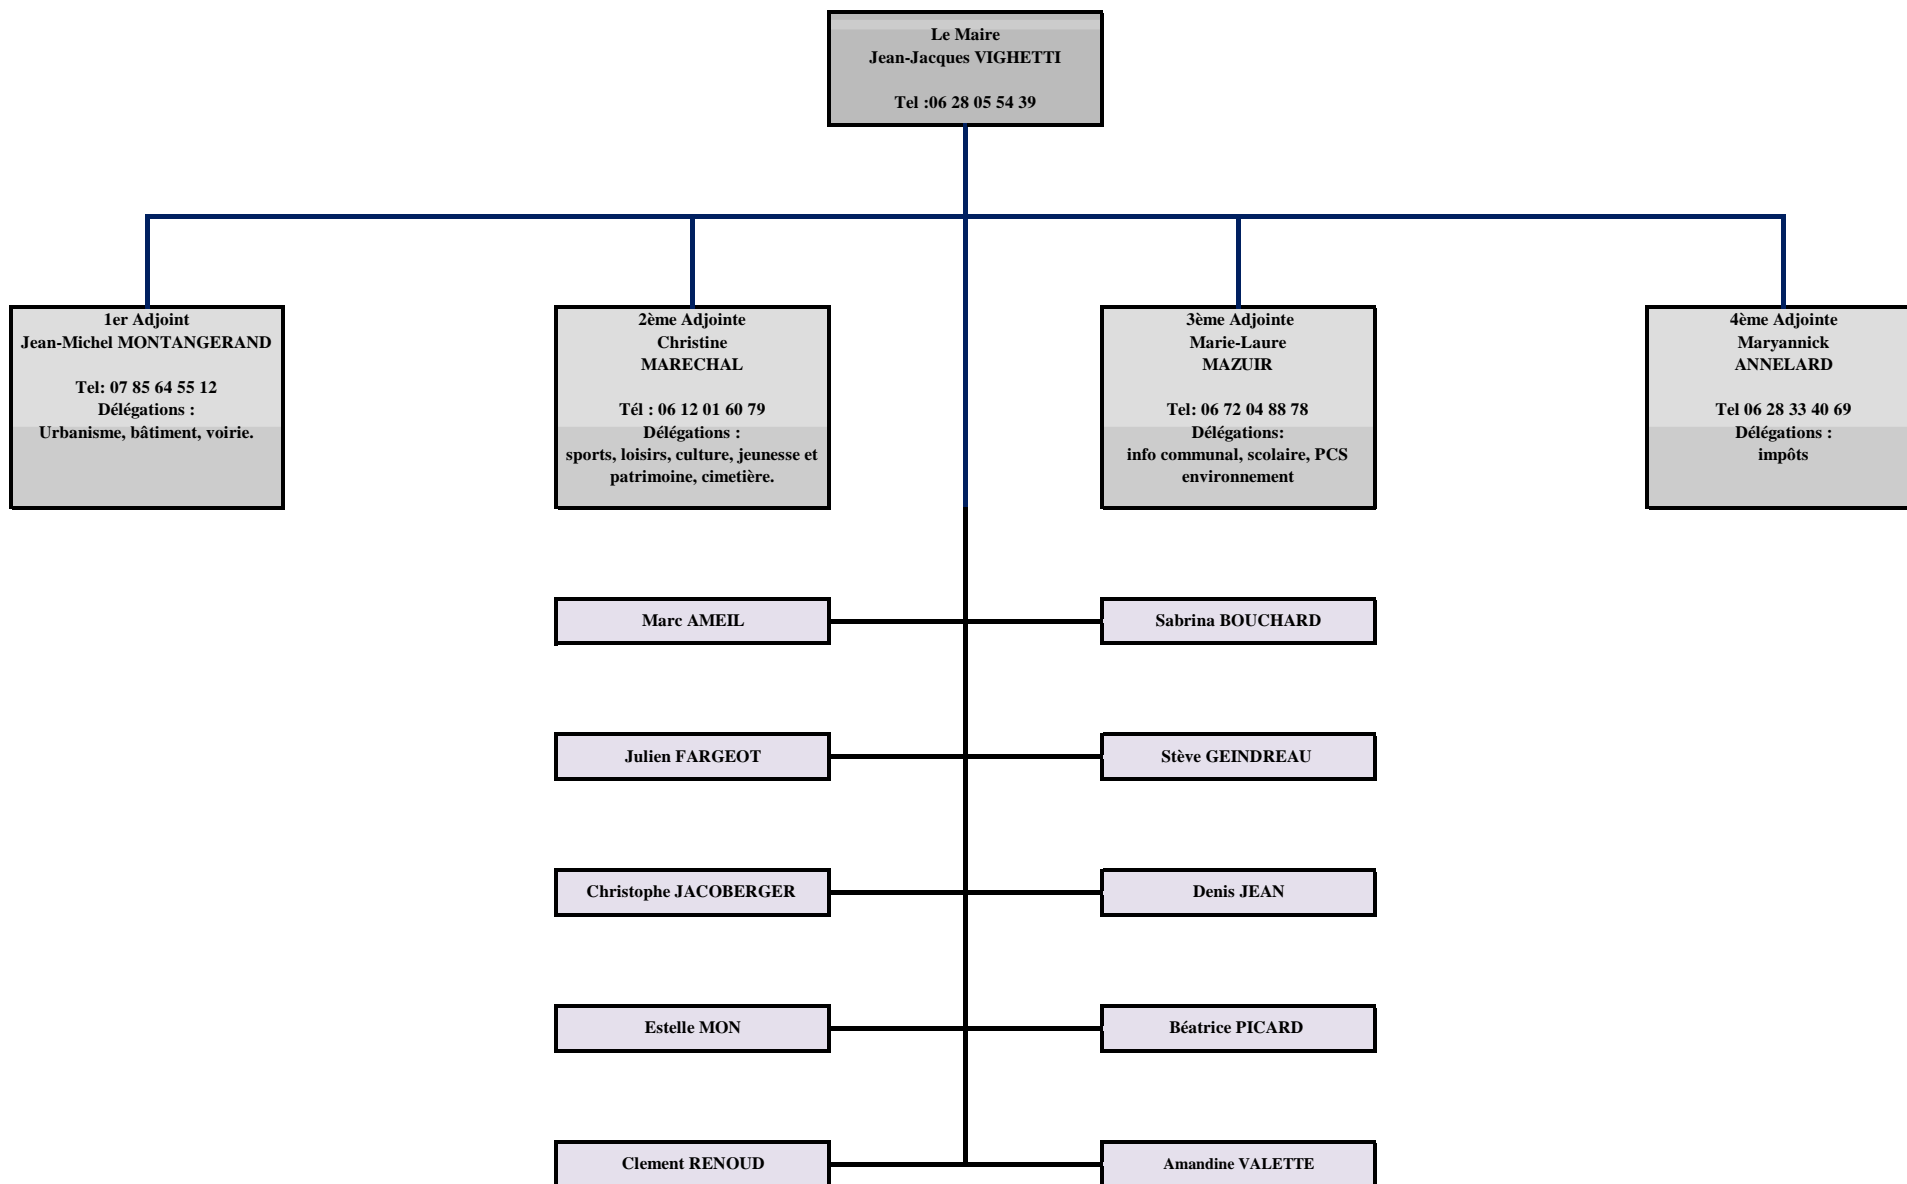 Le Maire
Jean-Jacques VIGHETTI
Tel :06 28 05 54 39
1er Adjoint
Jean-Michel MONTANGERAND
Tel: 07 85 64 55 12
Délégations :
Urbanisme, bâtiment, voirie.
2ème Adjointe
Christine
MARECHAL
Tél : 06 12 01 60 79
Délégations :
sports, loisirs, culture, jeunesse et
patrimoine, cimetière.
3ème Adjointe
Marie-Laure
MAZUIR
Tel: 06 72 04 88 78
Délégations:
info communal, scolaire, PCS
environnement
4ème Adjointe
Maryannick
ANNELARD
Tel 06 28 33 40 69
Délégations :
impôts
Marc AMEIL
Sabrina BOUCHARD
Julien FARGEOT
Stève GEINDREAU
Christophe JACOBERGER
Denis JEAN
Estelle MON
Béatrice PICARD
Clement RENOUD
Amandine VALETTE